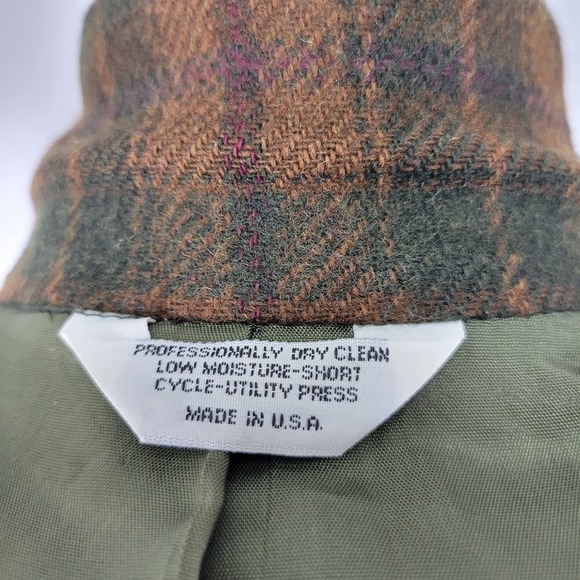 PROFESSIONALLY DRY CLEAN
LOW MOISTURE-SHORT
CYCLE-UTILITY PRESS
MADE IN U.S.A.